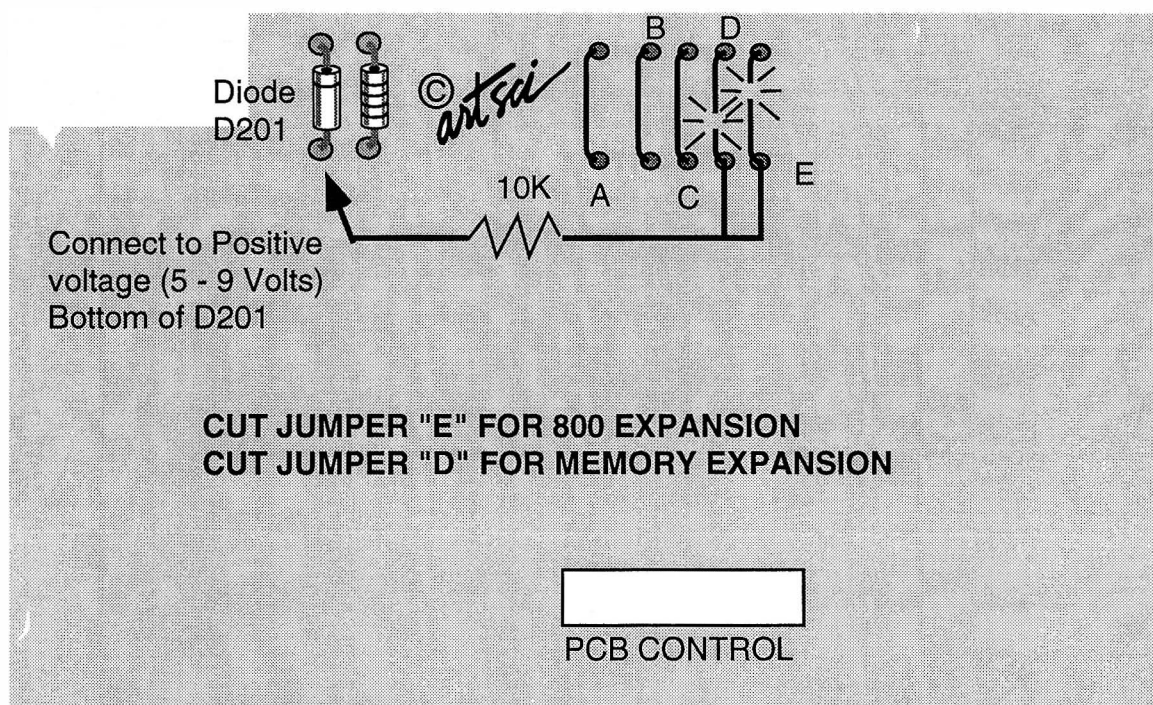 B D
Diode
D201
© artsci
10K
A C E
Connect to Positive
voltage (5 - 9 Volts)
Bottom of D201
CUT JUMPER "E" FOR 800 EXPANSION
CUT JUMPER "D" FOR MEMORY EXPANSION
PCB CONTROL